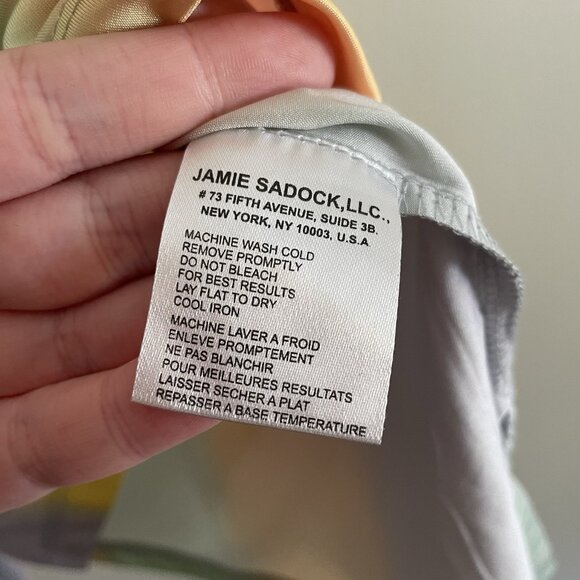 JAMIE SADOCK,LLC.,
# 73 FIFTH AVENUE, SUIDE 3B.
NEW YORK, NY 10003, U.S.A
MACHINE WASH COLD
REMOVE PROMPTLY
DO NOT BLEACH
FOR BEST RESULTS
LAY FLAT TO DRY
COOL IRON
MACHINE LAVER A FROID
ENLEVE PROMPTEMENT
NE PAS BLANCHIR
POUR MEILLEURES RESULTATS
LAISSER SECHER A PLAT
REPASSER A BASE TEMPERATURE